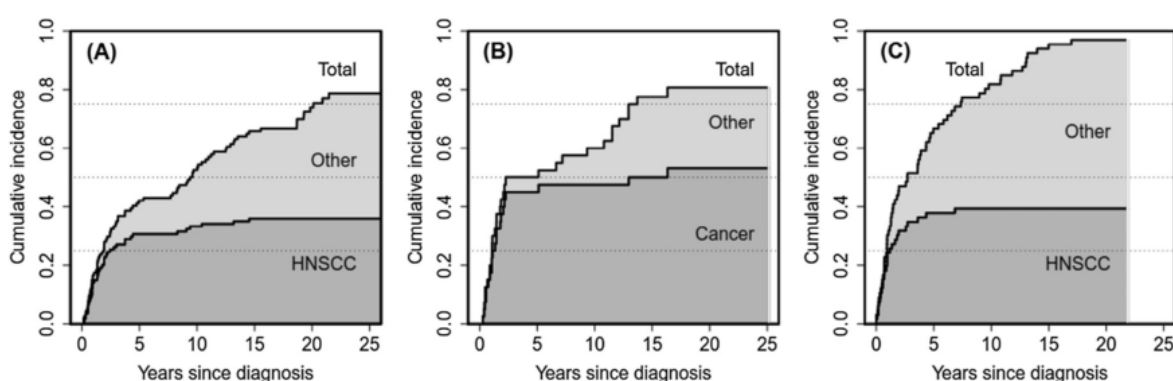 (A)
Cumulative incidence
1.0
0.8
0.6
0.4
0.2
0.0
Total
Other
HNSCC
0 5 10 15 20 25
Years since diagnosis
(B)
Cumulative incidence
1.0
0.8
0.6
0.4
0.2
0.0
Total
Other
Cancer
0 5 10 15 20 25
Years since diagnosis
(C)
Cumulative incidence
1.0
0.8
0.6
0.4
0.2
0.0
Total
Other
HNSCC
0 5 10 15 20 25
Years since diagnosis